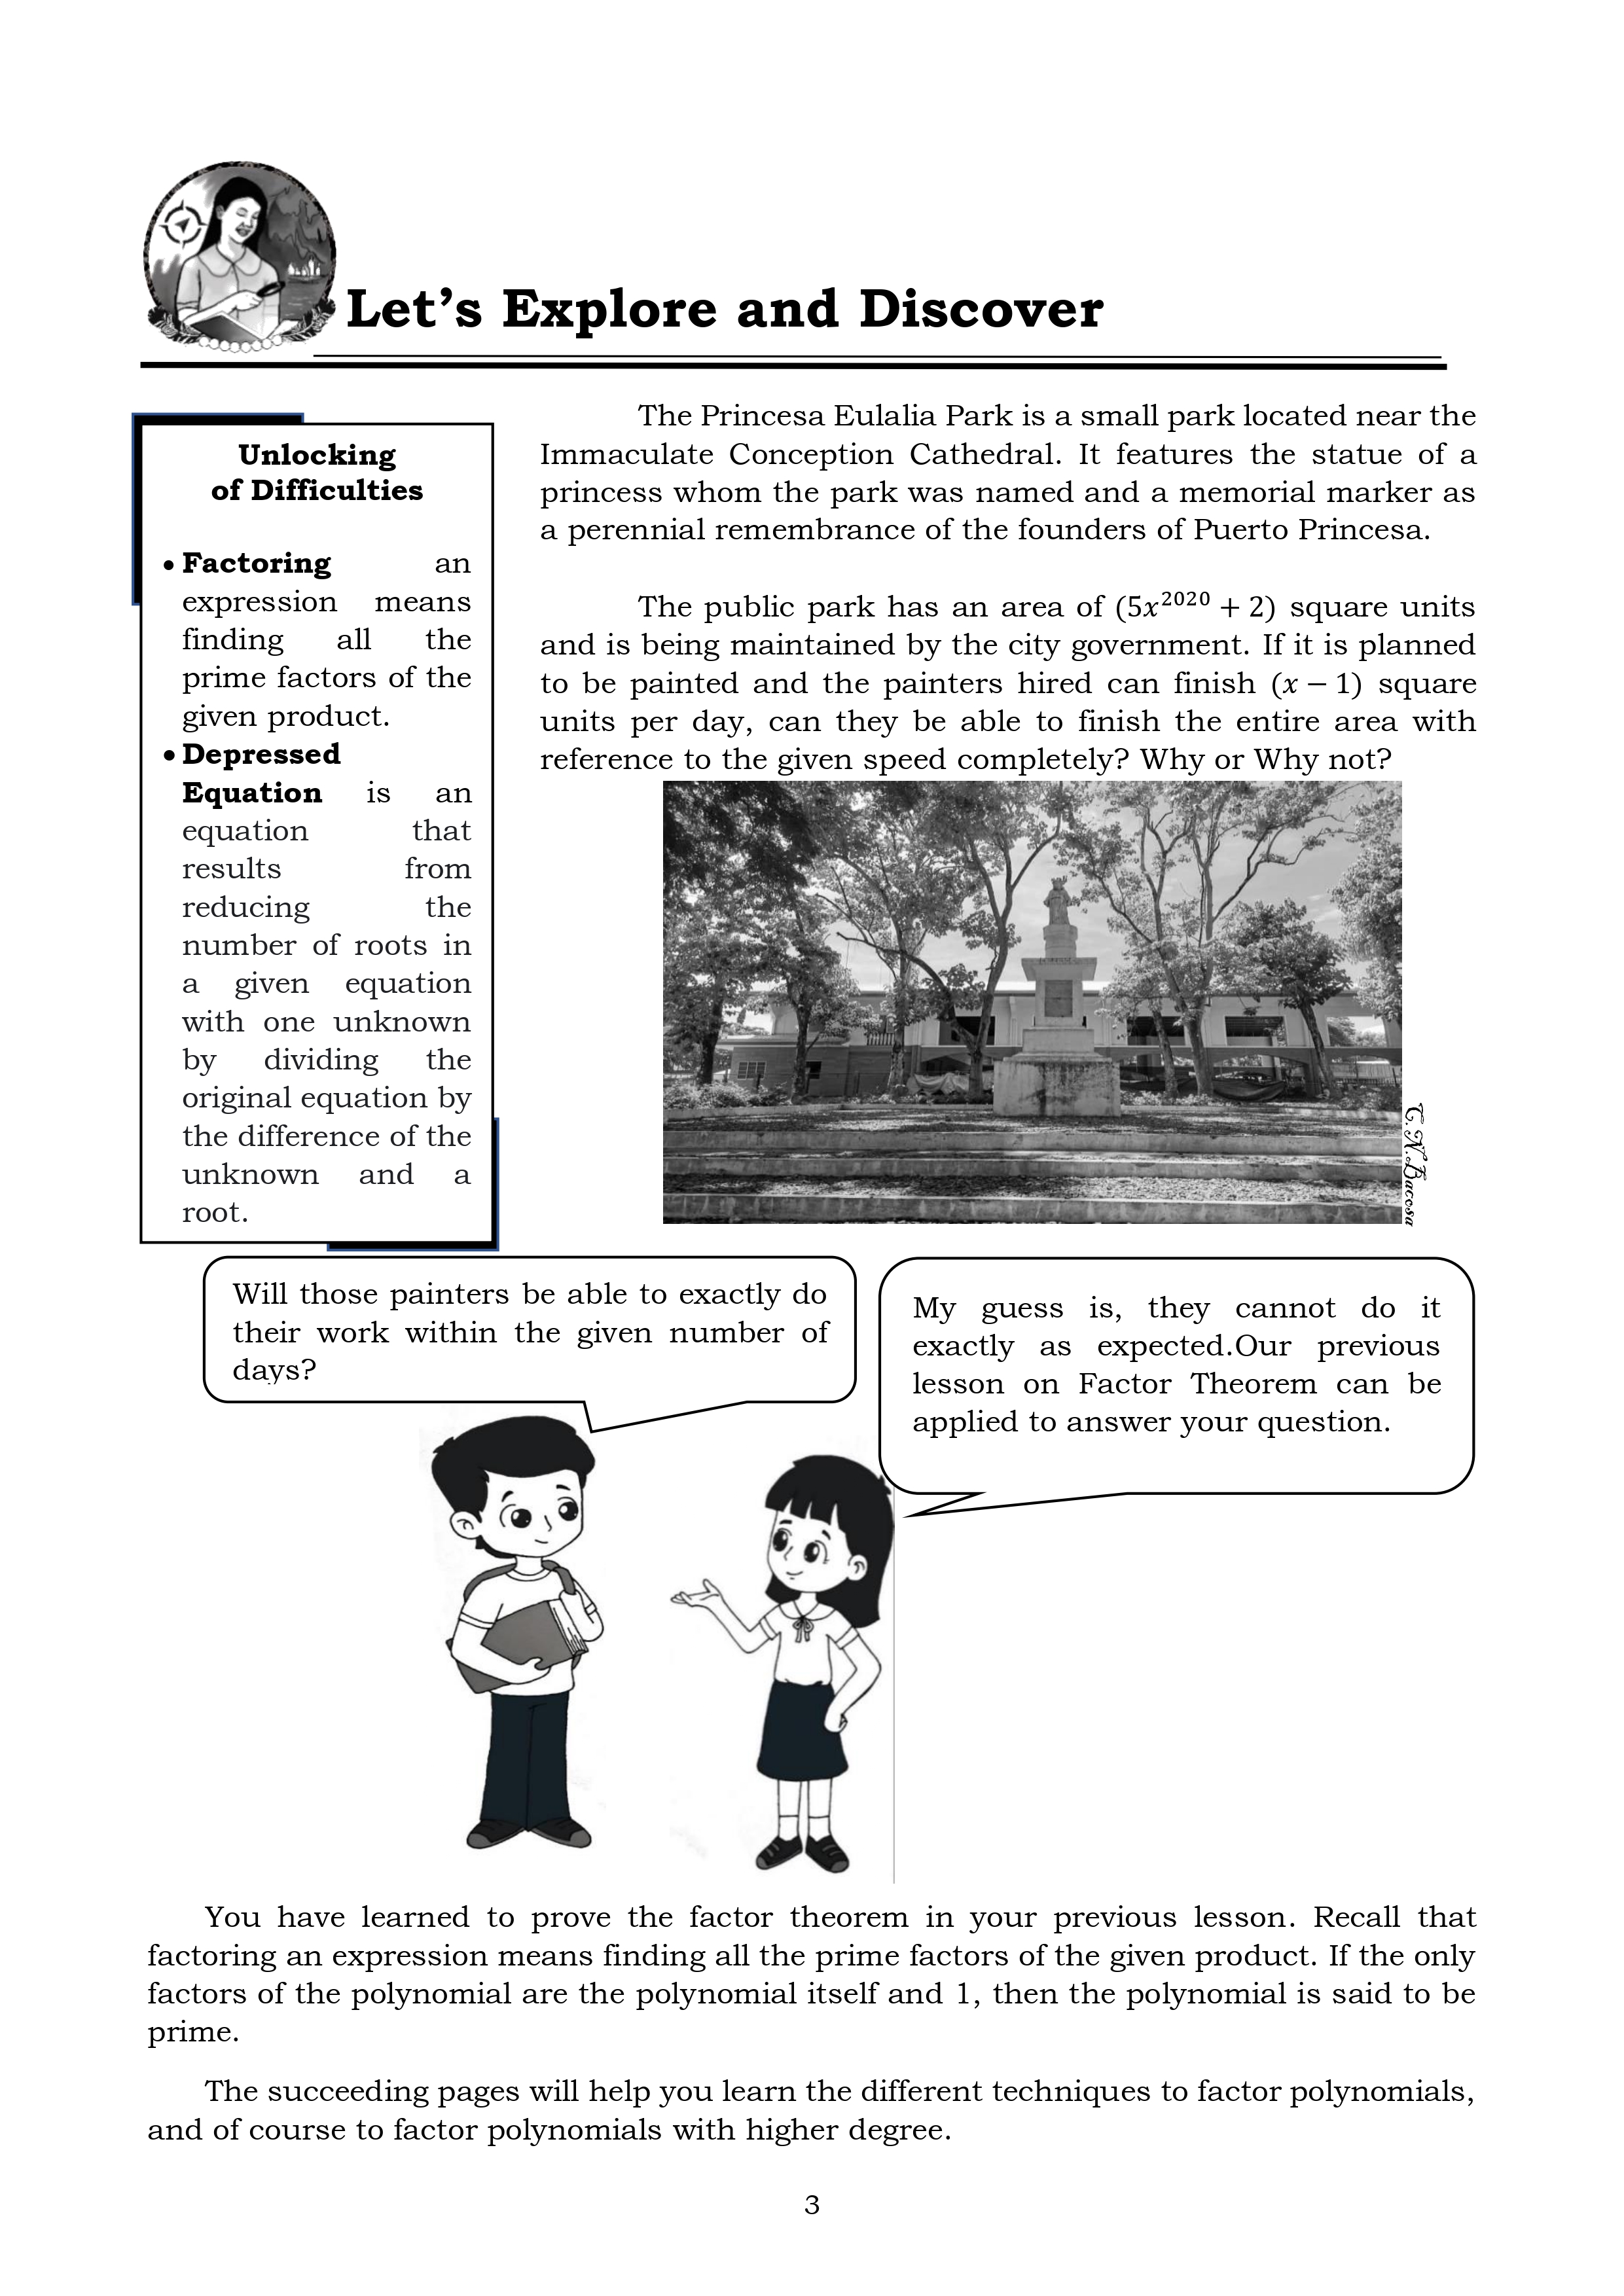 Let’s Explore and Discover
Unlocking
of Difficulties
• Factoring an
expression means
finding all the
prime factors of the
given product.
• Depressed
Equation is an
equation that
results from
reducing the
number of roots in
a given equation
with one unknown
by dividing the
original equation by
the difference of the
unknown and a
root.
The Princesa Eulalia Park is a small park located near the
Immaculate Conception Cathedral. It features the statue of a
princess whom the park was named and a memorial marker as
a perennial remembrance of the founders of Puerto Princesa.
The public park has an area of (5x²⁰²⁰ + 2) square units
and is being maintained by the city government. If it is planned
to be painted and the painters hired can finish (x − 1) square
units per day, can they be able to finish the entire area with
reference to the given speed completely? Why or Why not?
T.N.Bacosa
Will those painters be able to exactly do
their work within the given number of
days?
My guess is, they cannot do it
exactly as expected.Our previous
lesson on Factor Theorem can be
applied to answer your question.
You have learned to prove the factor theorem in your previous lesson. Recall that
factoring an expression means finding all the prime factors of the given product. If the only
factors of the polynomial are the polynomial itself and 1, then the polynomial is said to be
prime.
The succeeding pages will help you learn the different techniques to factor polynomials,
and of course to factor polynomials with higher degree.
3